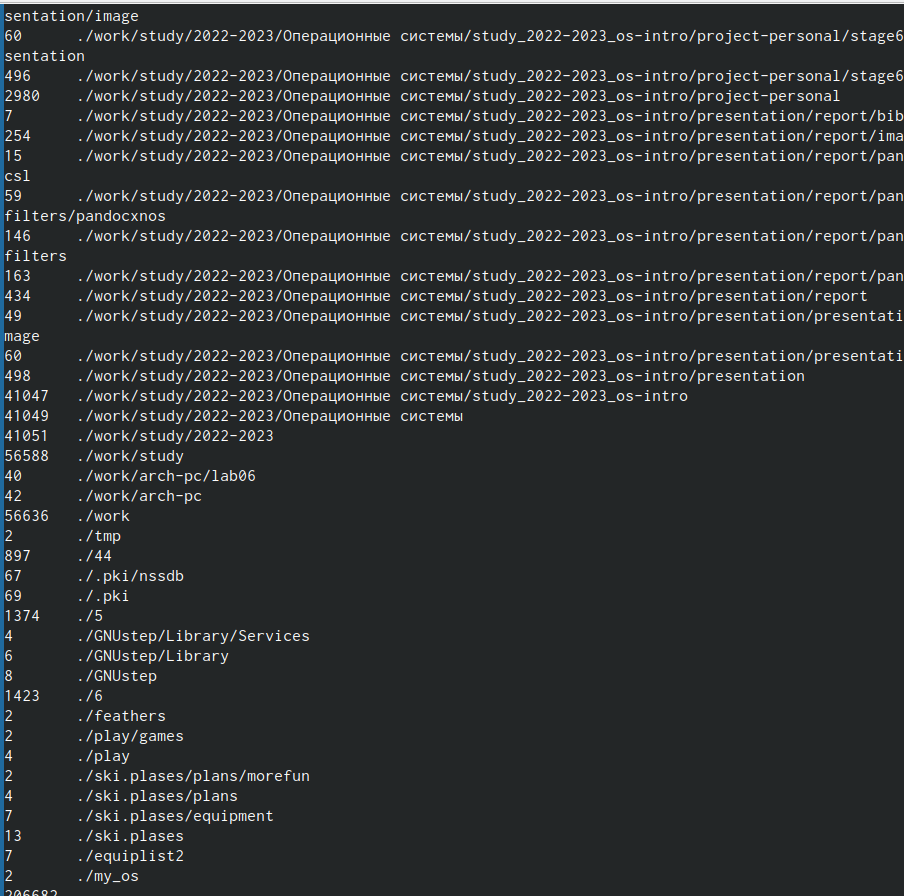 sentation/image
60 ./work/study/2022-2023/Операционные системы/study_2022-2023_os-intro/project-personal/stage6
sentation
496 ./work/study/2022-2023/Операционные системы/study_2022-2023_os-intro/project-personal/stage6
2980 ./work/study/2022-2023/Операционные системы/study_2022-2023_os-intro/project-personal
7 ./work/study/2022-2023/Операционные системы/study_2022-2023_os-intro/presentation/report/bib
254 ./work/study/2022-2023/Операционные системы/study_2022-2023_os-intro/presentation/report/ima
15 ./work/study/2022-2023/Операционные системы/study_2022-2023_os-intro/presentation/report/pan
csl
59 ./work/study/2022-2023/Операционные системы/study_2022-2023_os-intro/presentation/report/pan
filters/pandocxnos
146 ./work/study/2022-2023/Операционные системы/study_2022-2023_os-intro/presentation/report/pan
filters
163 ./work/study/2022-2023/Операционные системы/study_2022-2023_os-intro/presentation/report/pan
434 ./work/study/2022-2023/Операционные системы/study_2022-2023_os-intro/presentation/report
49 ./work/study/2022-2023/Операционные системы/study_2022-2023_os-intro/presentation/presentati
mage
60 ./work/study/2022-2023/Операционные системы/study_2022-2023_os-intro/presentation/presentati
498 ./work/study/2022-2023/Операционные системы/study_2022-2023_os-intro/presentation
41047 ./work/study/2022-2023/Операционные системы/study_2022-2023_os-intro
41049 ./work/study/2022-2023/Операционные системы
41051 ./work/study/2022-2023
56588 ./work/study
40 ./work/arch-pc/lab06
42 ./work/arch-pc
56636 ./work
2 ./tmp
897 ./44
67 ./.pki/nssdb
69 ./.pki
1374 ./5
4 ./GNUstep/Library/Services
6 ./GNUstep/Library
8 ./GNUstep
1423 ./6
2 ./feathers
2 ./play/games
4 ./play
2 ./ski.plases/plans/morefun
4 ./ski.plases/plans
7 ./ski.plases/equipment
13 ./ski.plases
7 ./equiplist2
2 ./my_os